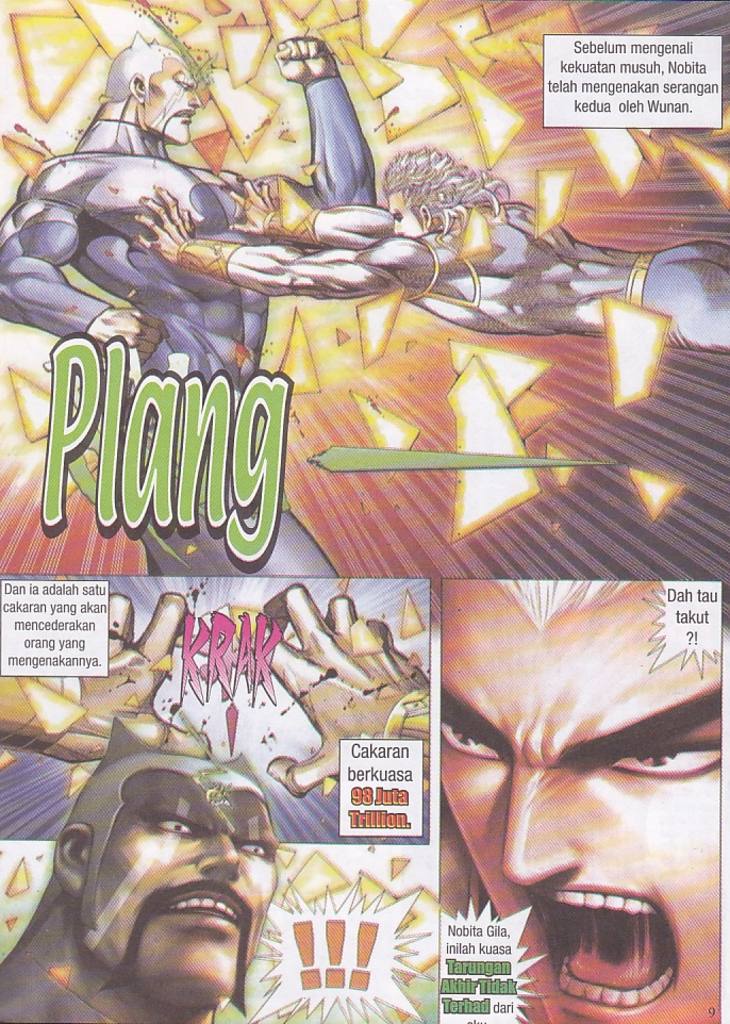 Sebelum mengenali
kekuatan musuh, Nobita
telah mengenakan serangan
kedua oleh Wunan.
Plang
Dan ia adalah satu
cakaran yang akan
mencederakan
orang yang
mengenakannya.
KRAK
!
Cakaran
berkuasa
98 Juta
Trillion.
!!!
Dah tau
takut
?!
Nobita Gila,
inilah kuasa
Tarungan
Akhir Tidak
Terhad dari
aku
9